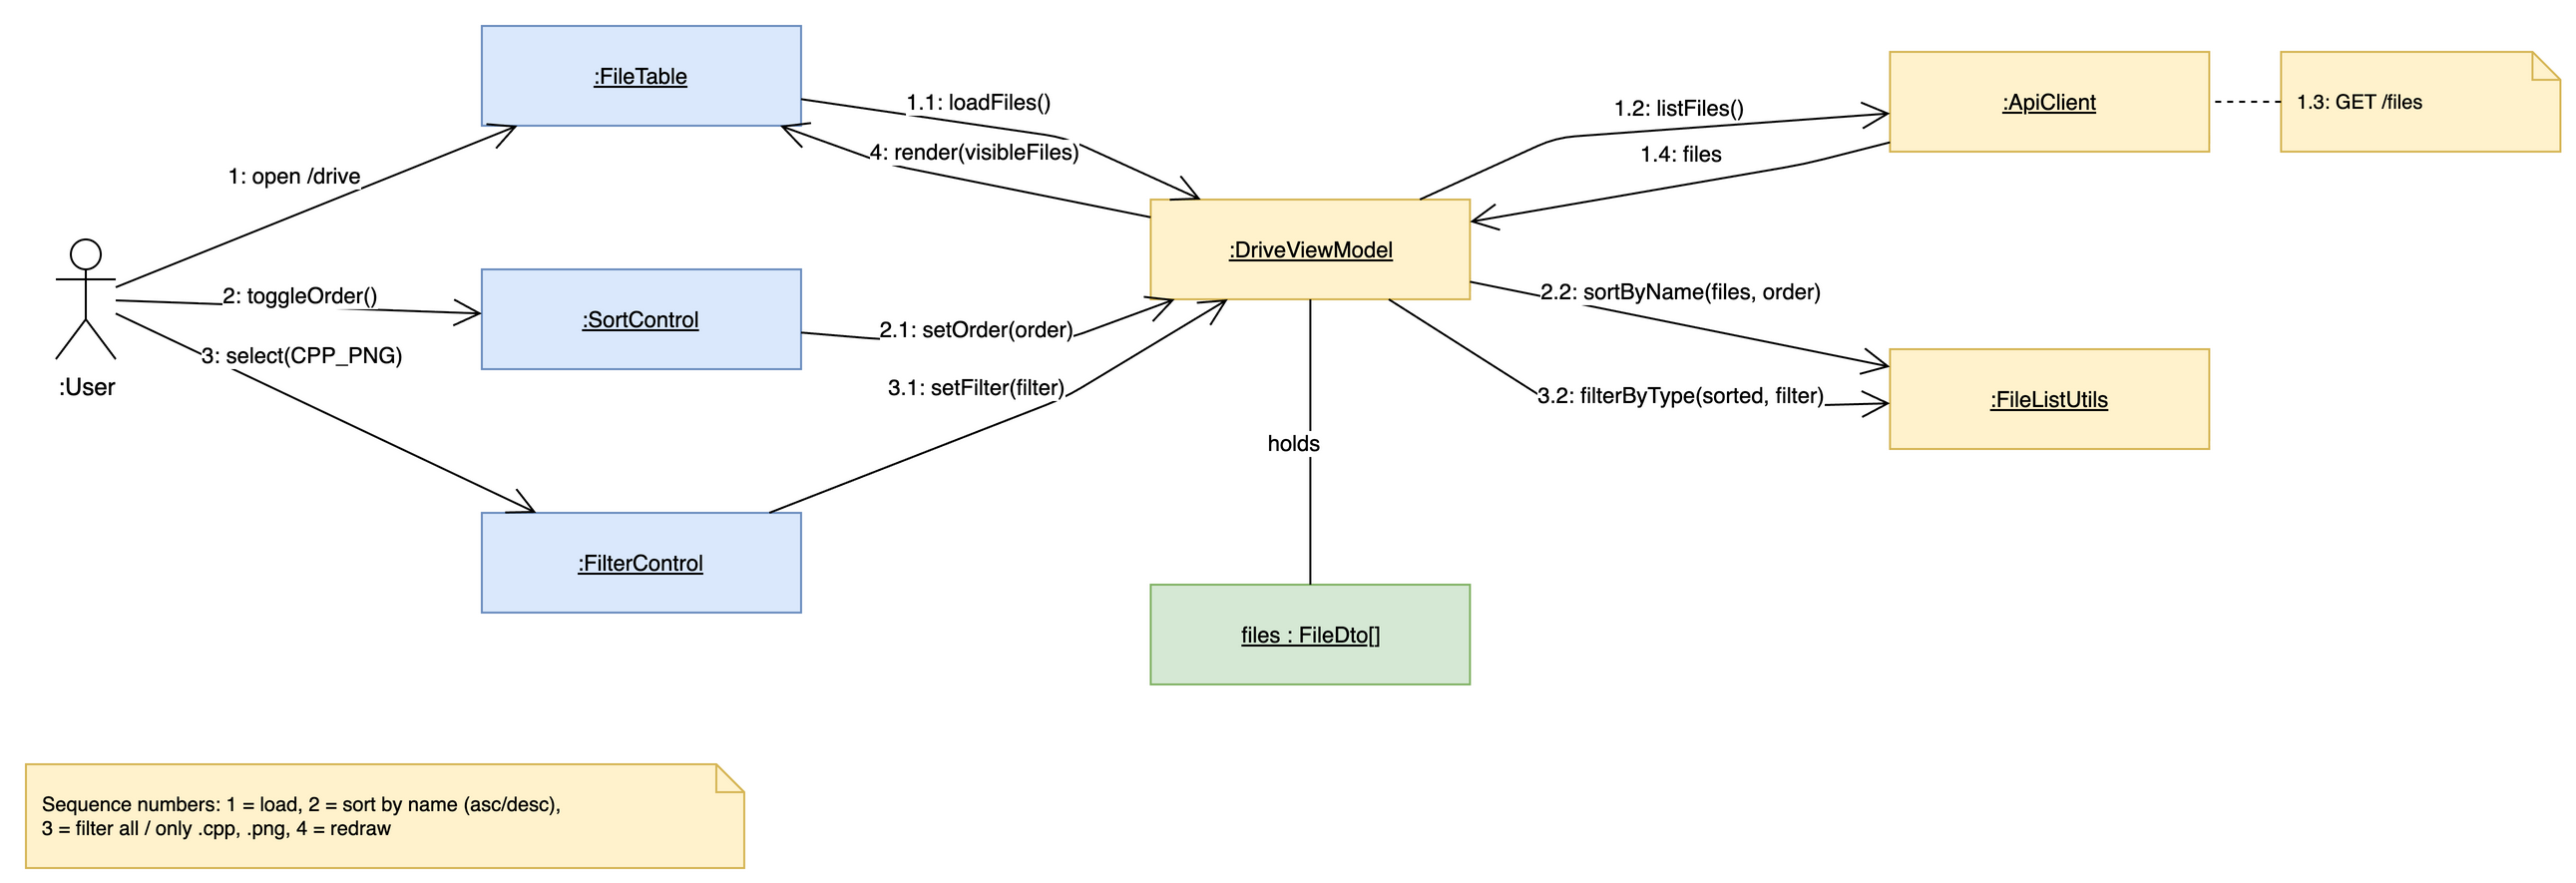 :FileTable
1.1: loadFiles()
1.2: listFiles()
:ApiClient
1.3: GET /files
4: render(visibleFiles)
1.4: files
1: open /drive
:DriveViewModel
2: toggleOrder()
:SortControl
2.1: setOrder(order)
2.2: sortByName(files, order)
3: select(CPP_PNG)
:User
3.1: setFilter(filter)
3.2: filterByType(sorted, filter)
:FileListUtils
holds
:FilterControl
files : FileDto[]
Sequence numbers: 1 = load, 2 = sort by name (asc/desc),
3 = filter all / only .cpp, .png, 4 = redraw